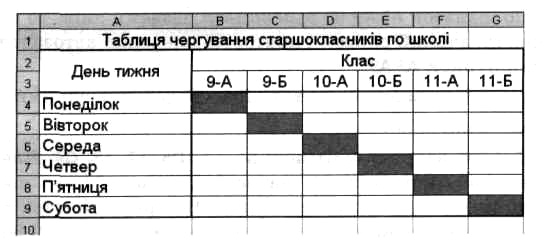 A B C D E F G
1 Таблиця чергування старшокласників по школі
2 День тижня Клас
3 9-А 9-Б 10-А 10-Б 11-А 11-Б
4 Понеділок
5 Вівторок
6 Середа
7 Четвер
8 П'ятниця
9 Субота
10